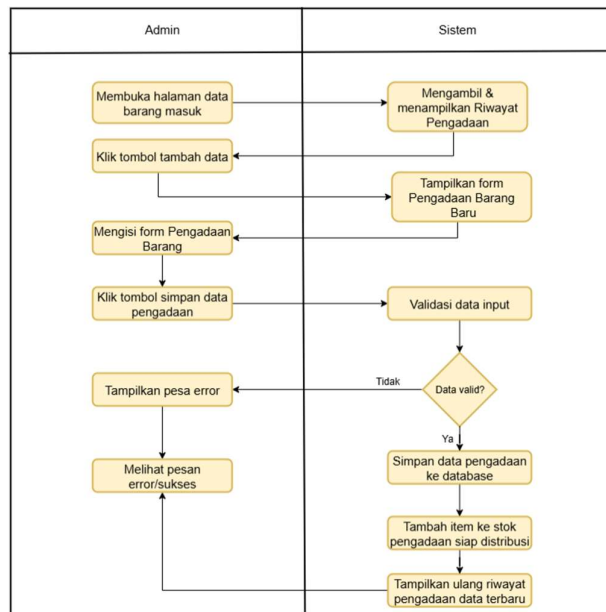 Admin
Sistem
Membuka halaman data
barang masuk
Mengambil &
menampilkan Riwayat
Pengadaan
Klik tombol tambah data
Tampilkan form
Pengadaan Barang
Baru
Mengisi form Pengadaan
Barang
Klik tombol simpan data
pengadaan
Validasi data input
Data valid?
Tidak
Tampilkan pesa error
Ya
Simpan data pengadaan
ke database
Melihat pesan
error/sukses
Tambah item ke stok
pengadaan siap distribusi
Tampilkan ulang riwayat
pengadaan data terbaru